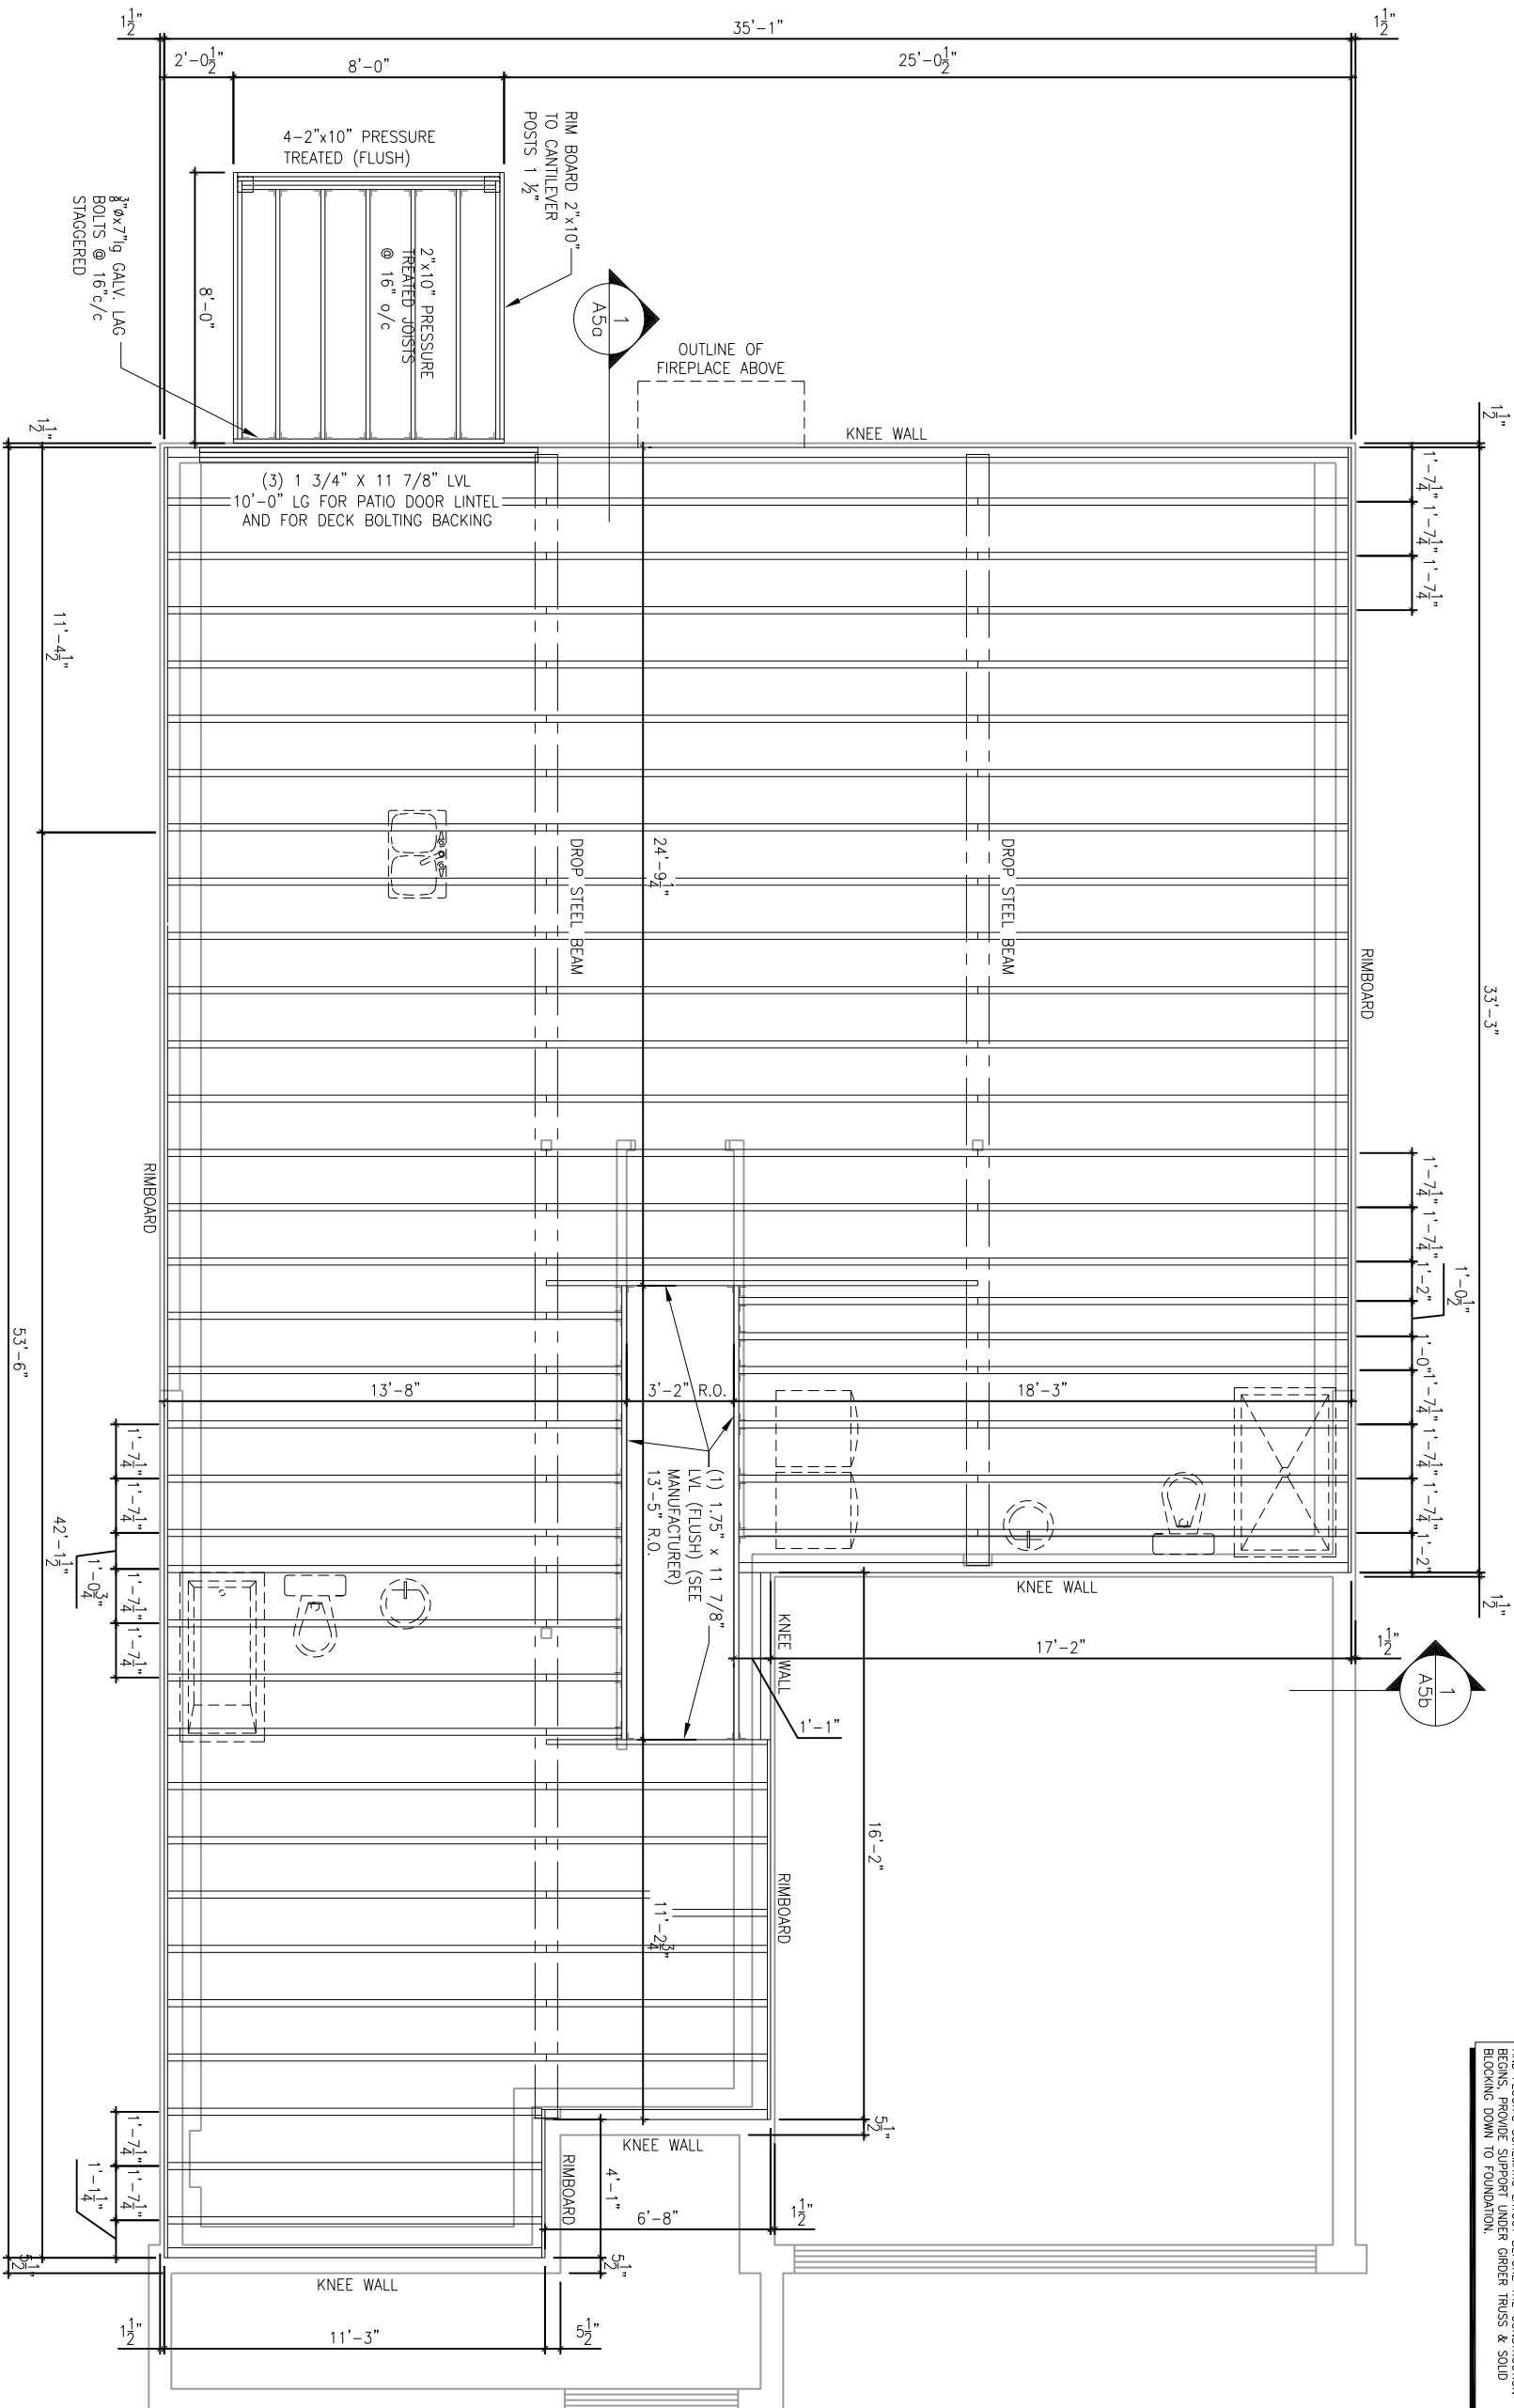 1½"
35'-1"
1½"
2'-0½"
8'-0"
25'-0½"
4-2"x10" PRESSURE
TREATED (FLUSH)
RIM BOARD 2"x10"
TO CANTILEVER
POSTS 1 ½"
2"x10" PRESSURE
TREATED JOISTS
@ 16" o/c
8'-0"
⅜"øx7"lg GALV. LAG
BOLTS @ 16"c/c
STAGGERED
1
A5a
OUTLINE OF
FIREPLACE ABOVE
KNEE WALL
1½"
1½"
(3) 1 3/4" X 11 7/8" LVL
10'-0" LG FOR PATIO DOOR LINTEL
AND FOR DECK BOLTING BACKING
1'-7¼"
1'-7¼"
1'-7¼"
11'-4½"
DROP STEEL BEAM
24'-9¼"
DROP STEEL BEAM
RIMBOARD
33'-3"
RIMBOARD
1'-7¼"
1'-7¼"
1'-2"
1'-0½"
1'-0"
1'-7¼"
1'-7¼"
1'-7¼"
1'-2"
1½"
13'-8"
3'-2" R.O.
18'-3"
(1) 1.75" x 11 7/8"
LVL (FLUSH) (SEE
MANUFACTURER)
13'-5" R.O.
53'-6"
42'-1½"
1'-7¼"
1'-7¼"
1'-0¾"
1'-7¼"
1'-7¼"
KNEE WALL
KNEE WALL
17'-2"
1½"
1
A5b
1'-1"
16'-2"
RIMBOARD
11'-2¾"
5½"
KNEE WALL
RIMBOARD
4'-1"
6'-8"
1½"
5½"
1'-7¼"
1'-7¼"
1'-1¼"
5½"
KNEE WALL
1½"
11'-3"
5½"
BEGINS, PROVIDE SUPPORT UNDER GIRDER TRUSS & SOLID
BLOCKING DOWN TO FOUNDATION.